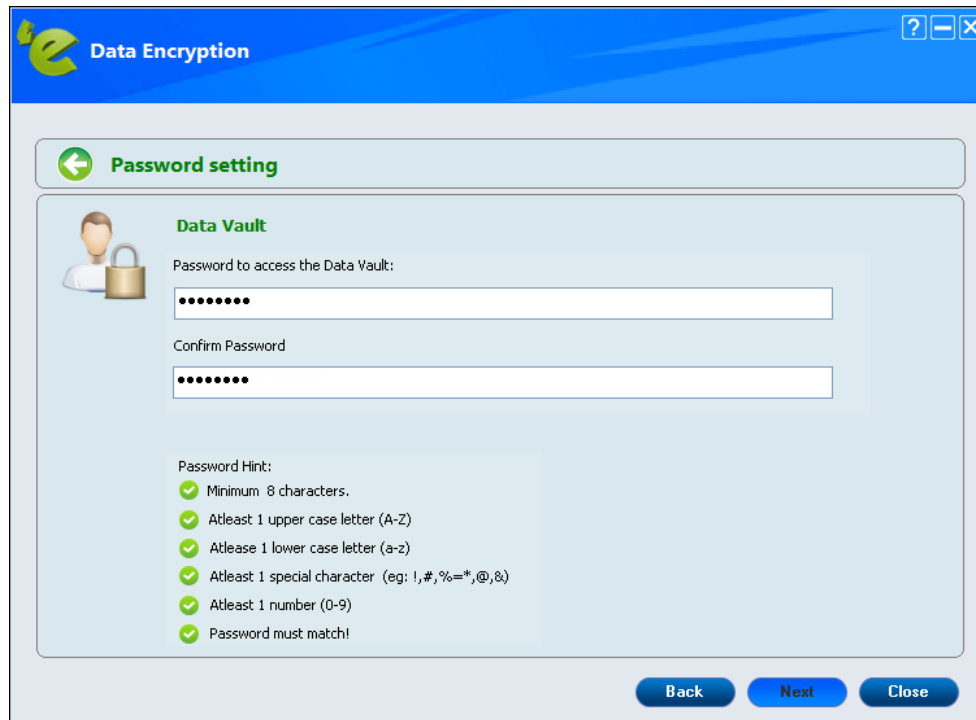 Data Encryption
Password setting
Data Vault
Password to access the Data Vault:
••••••••
Confirm Password
••••••••
Password Hint:
Minimum 8 characters.
Atleast 1 upper case letter (A-Z)
Atlease 1 lower case letter (a-z)
Atleast 1 special character (eg: !,#,%=*,@,&)
Atleast 1 number (0-9)
Password must match!
Back Next Close